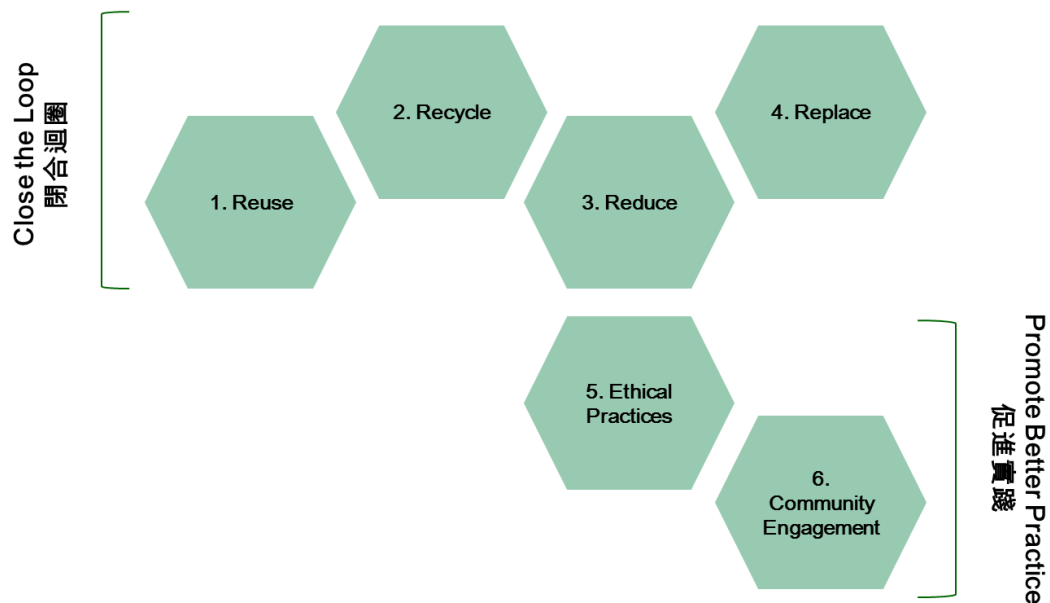 Close the Loop
閉合迴圈
1. Reuse
2. Recycle
3. Reduce
4. Replace
5. Ethical
Practices
6.
Community
Engagement
Promote Better Practice
促進實踐